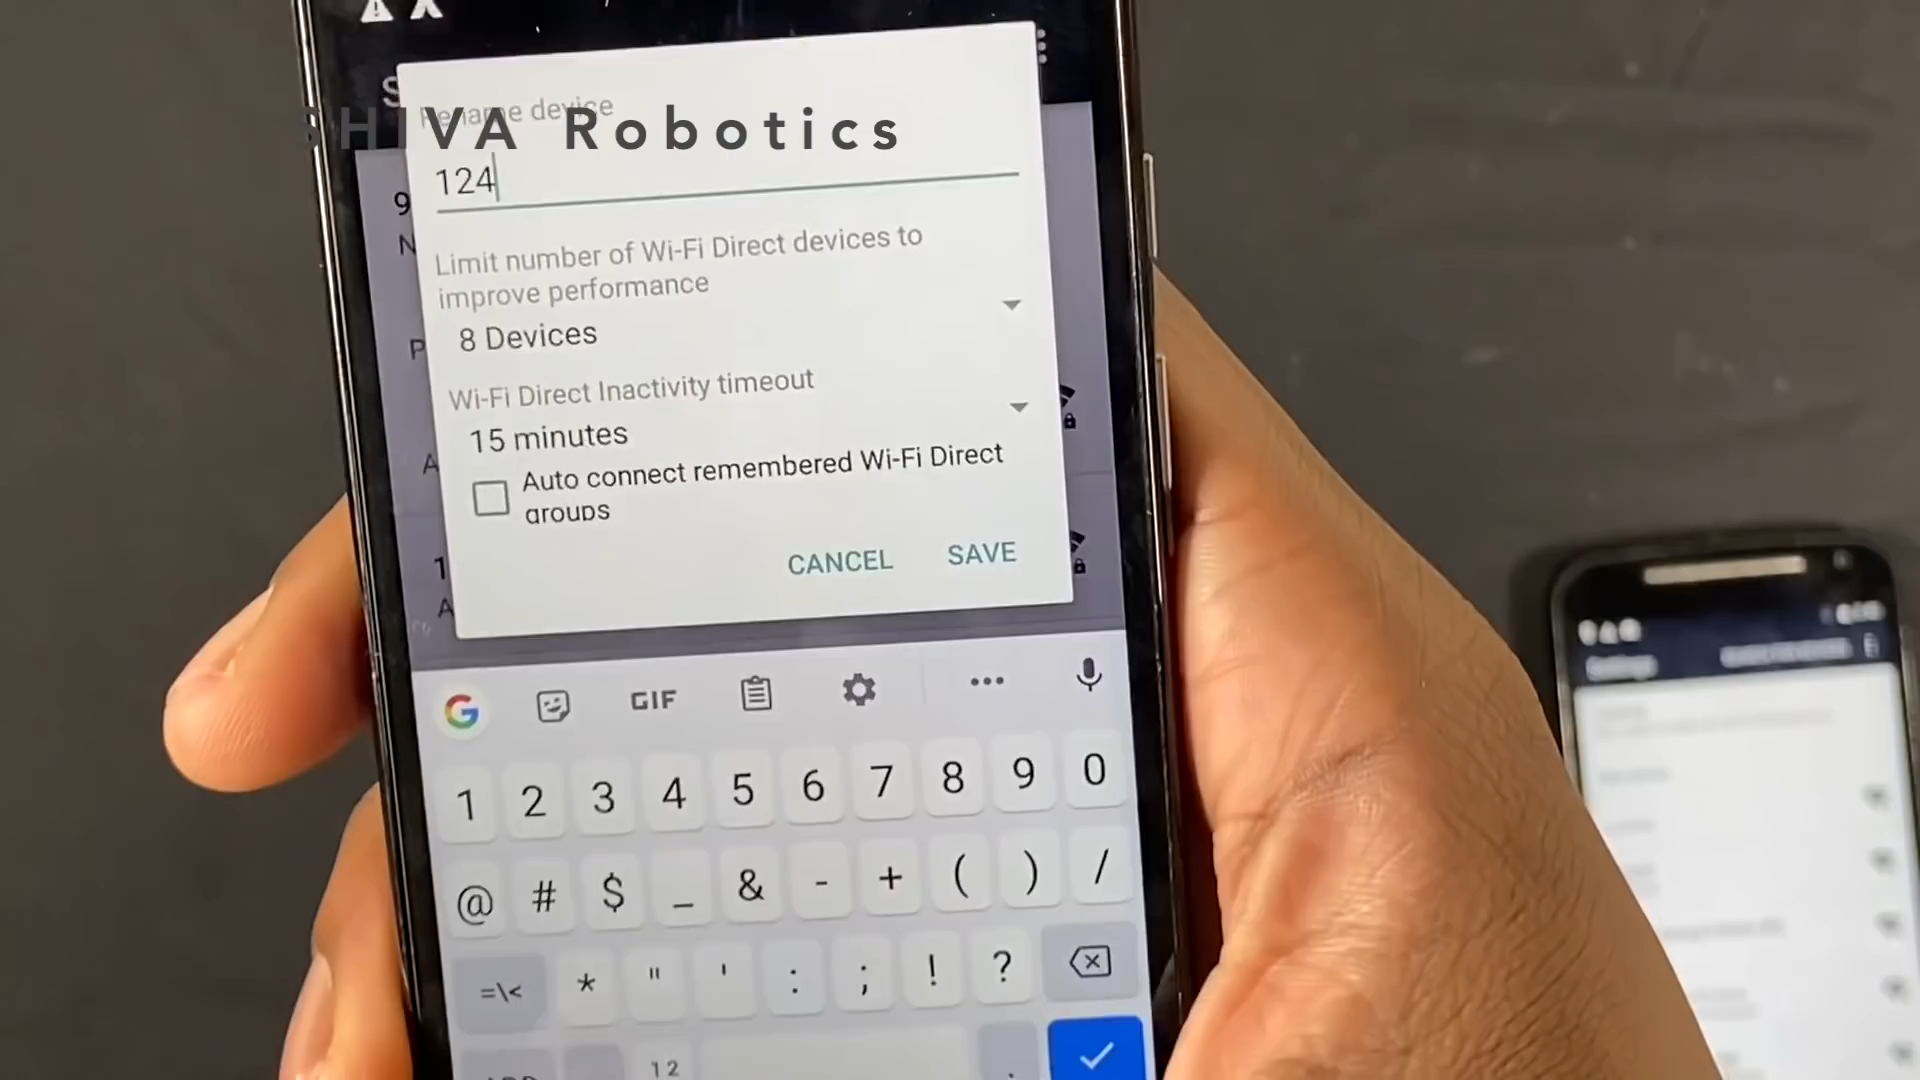 SHIVA Robotics
Rename device
124
Limit number of Wi-Fi Direct devices to
improve performance
8 Devices
Wi-Fi Direct Inactivity timeout
15 minutes
Auto connect remembered Wi-Fi Direct
groups
CANCEL SAVE
GIF
1 2 3 4 5 6 7 8 9 0
@ # $ _ & - + ( ) /
=\< * " ' : ; ! ?
12 .
Settings